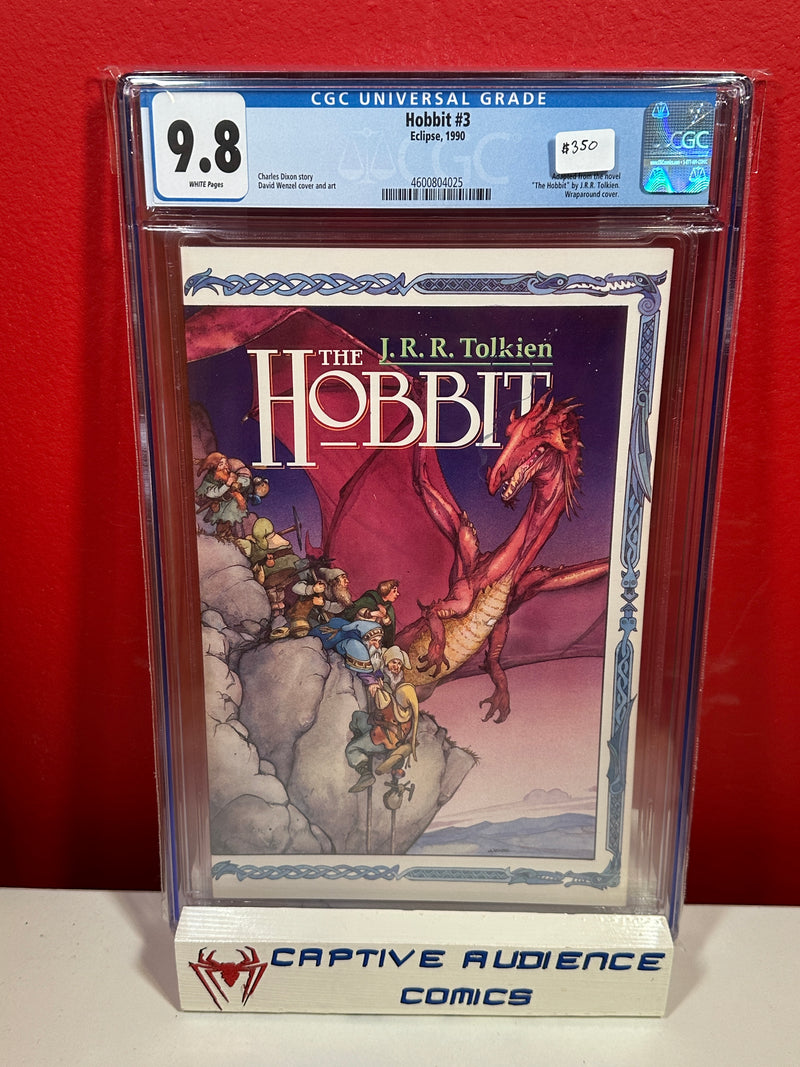 CGC UNIVERSAL GRADE
9.8
WHITE Pages
Hobbit #3
Eclipse, 1990
Charles Dixon story
David Wenzel cover and art
4600804025
#350
Adapted from the novel
"The Hobbit" by J.R.R. Tolkien.
Wraparound cover.
CGC
J.R.R. Tolkien
THE
HOBBIT
CAPTIVE AUDIENCE
COMICS